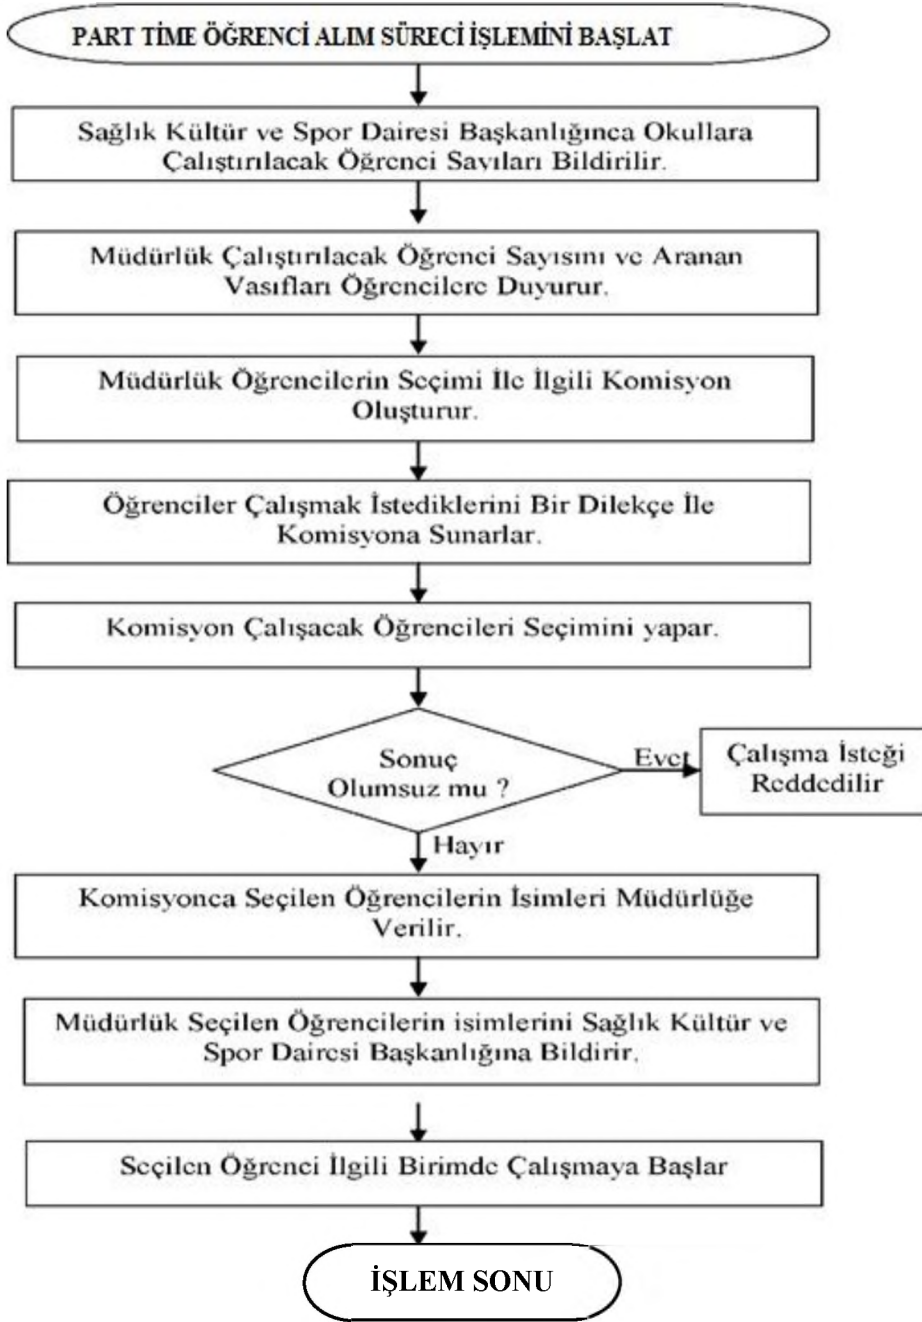 PART TİME ÖĞRENCİ ALIM SÜRECİ İŞLEMİNİ BAŞLAT
Sağlık Kültür ve Spor Dairesi Başkanlığınca Okullara
Çalıştırılacak Öğrenci Sayıları Bildirilir.
Müdürlük Çalıştırılacak Öğrenci Sayısını ve Aranan
Vasıfları Öğrencilere Duyurur.
Müdürlük Öğrencilerin Seçimi İle İlgili Komisyon
Oluşturur.
Öğrenciler Çalışmak İstediklerini Bir Dilekçe İle
Komisyona Sunarlar.
Komisyon Çalışacak Öğrencileri Seçimini yapar.
Sonuç
Olumsuz mu ?
Evet
Çalışma İsteği
Reddedilir
Hayır
Komisyonca Seçilen Öğrencilerin İsimleri Müdürlüğe
Verilir.
Müdürlük Seçilen Öğrencilerin isimlerini Sağlık Kültür ve
Spor Dairesi Başkanlığına Bildirir.
Seçilen Öğrenci İlgili Birimde Çalışmaya Başlar
İŞLEM SONU